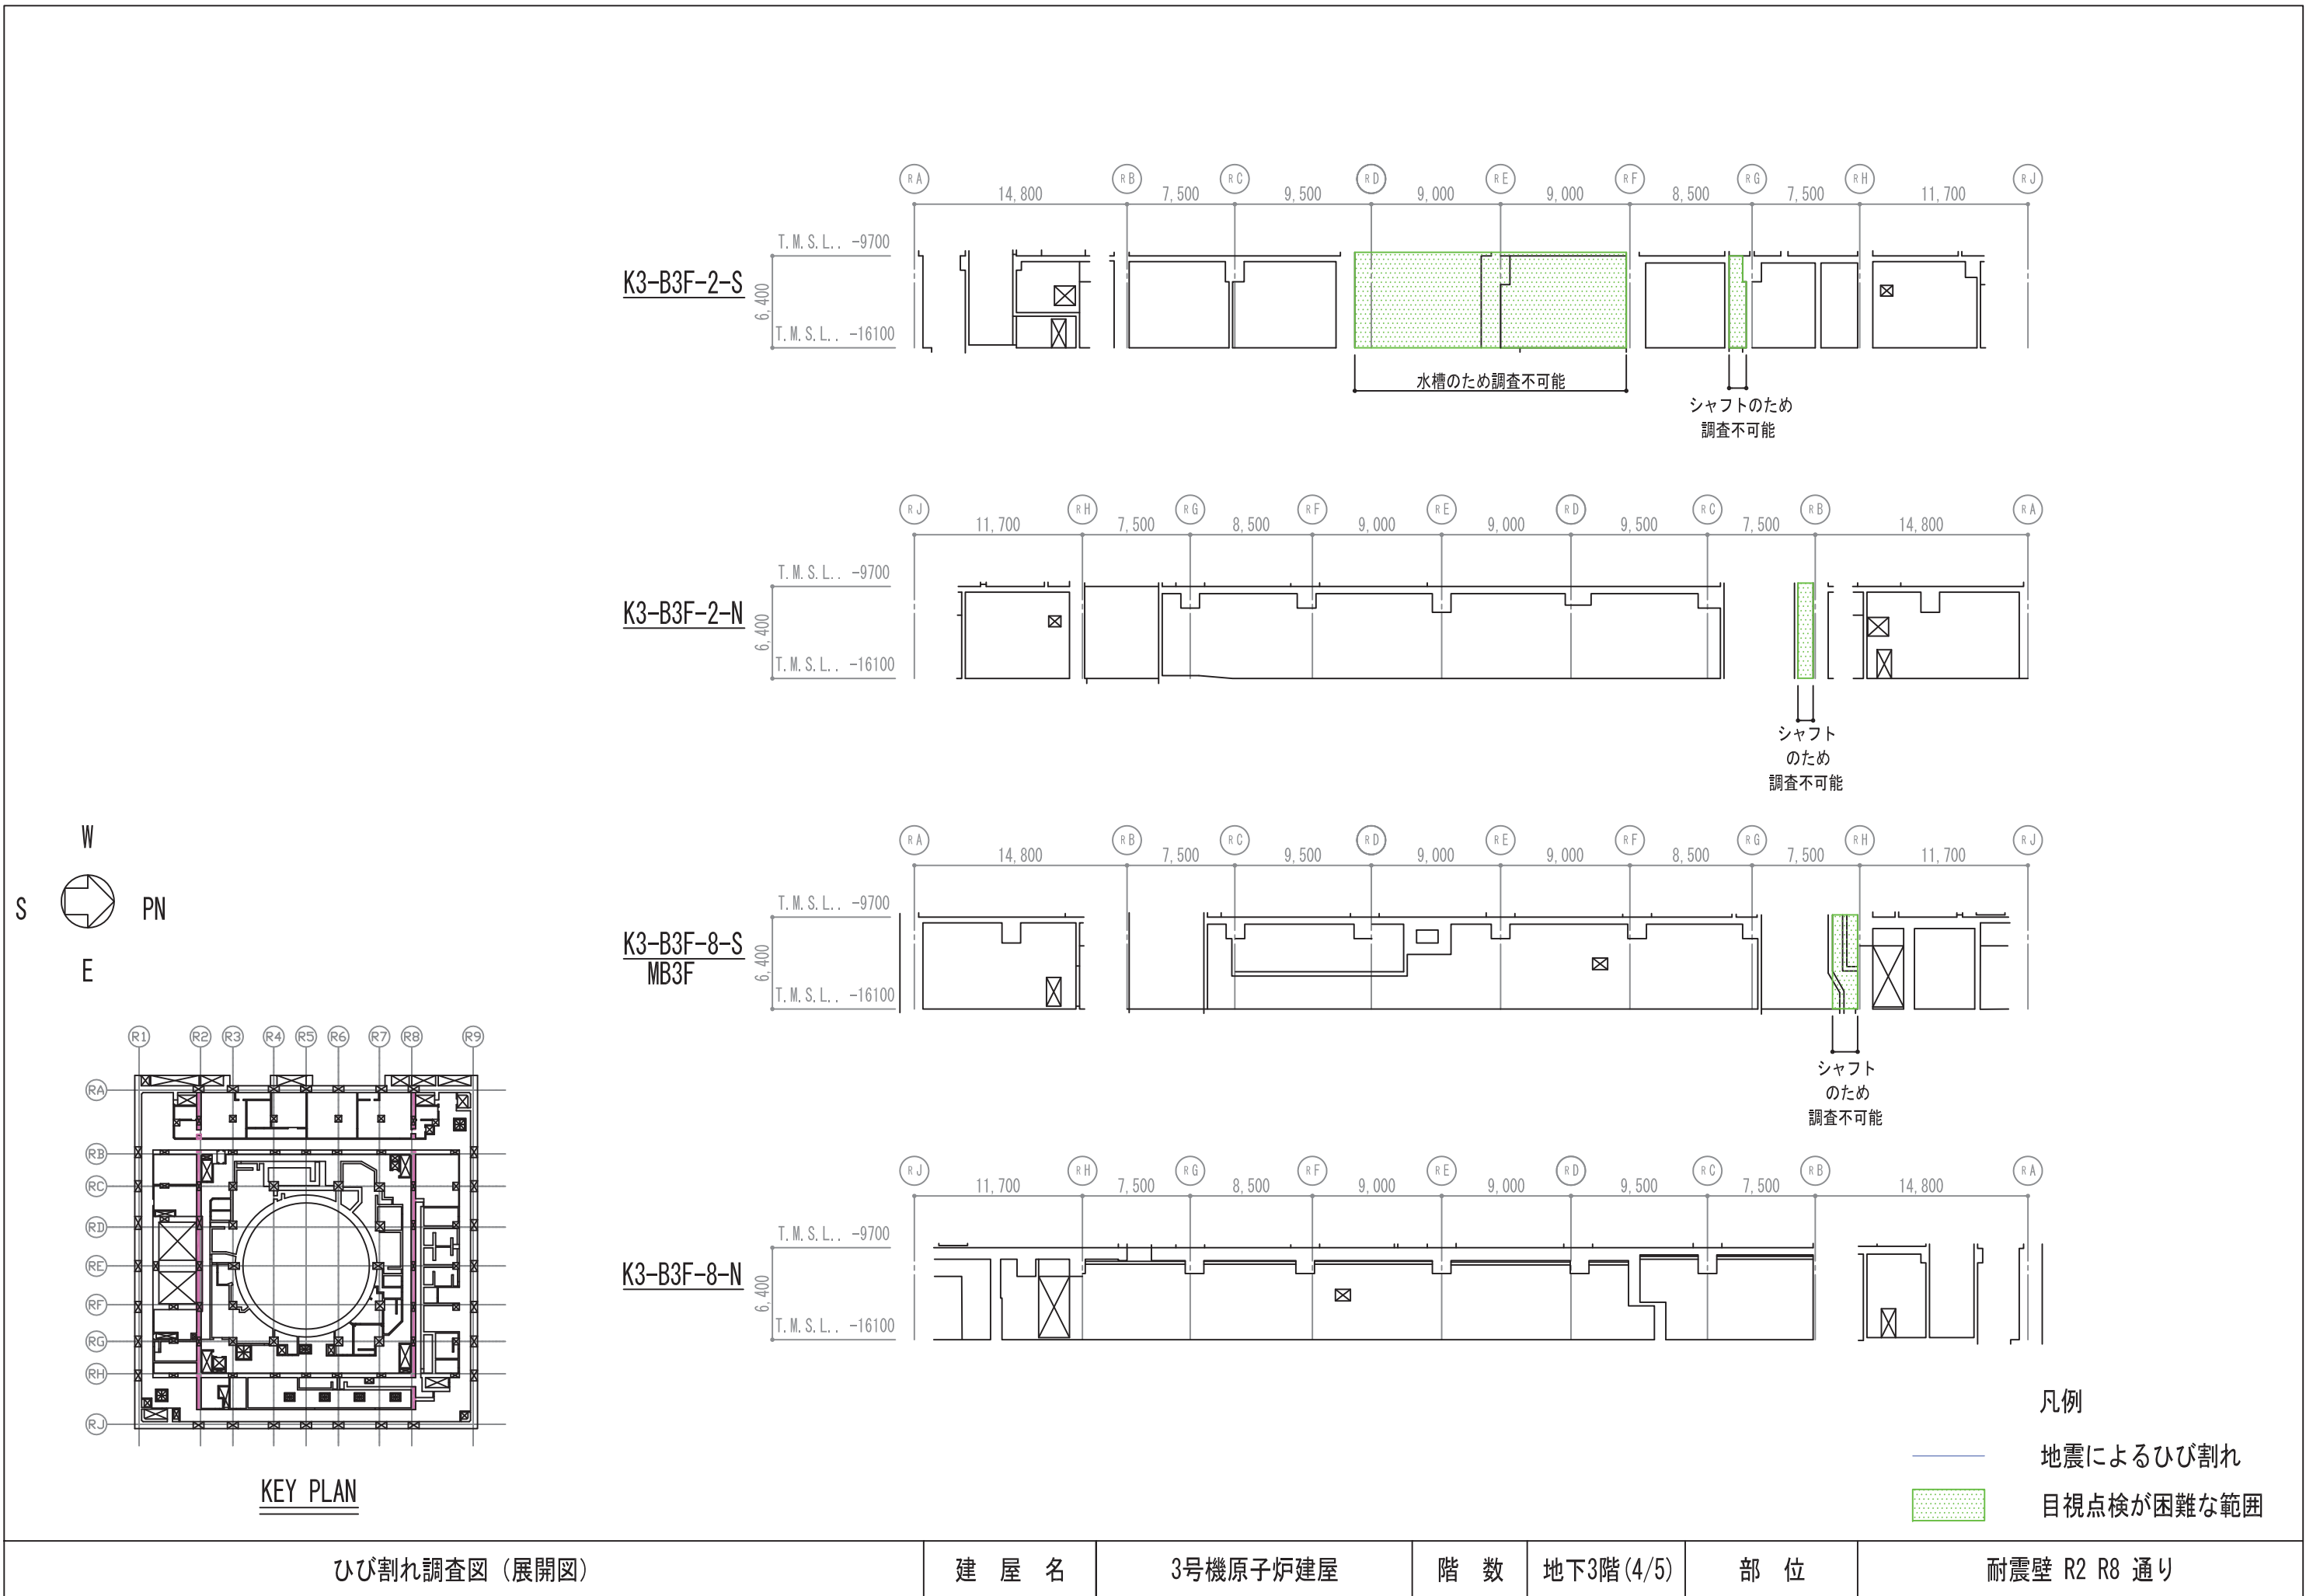 RA RB RC RD RE RF RG RH RJ
14,800 7,500 9,500 9,000 9,000 8,500 7,500 11,700
T.M.S.L.. -9700
K3-B3F-2-S
6,400
T.M.S.L.. -16100
水槽のため調査不可能
シャフトのため
調査不可能
RJ RH RG RF RE RD RC RB RA
11,700 7,500 8,500 9,000 9,000 9,500 7,500 14,800
T.M.S.L.. -9700
K3-B3F-2-N
6,400
T.M.S.L.. -16100
シャフト
のため
調査不可能
RA RB RC RD RE RF RG RH RJ
14,800 7,500 9,500 9,000 9,000 8,500 7,500 11,700
T.M.S.L.. -9700
K3-B3F-8-S
MB3F
6,400
T.M.S.L.. -16100
シャフト
のため
調査不可能
RJ RH RG RF RE RD RC RB RA
11,700 7,500 8,500 9,000 9,000 9,500 7,500 14,800
T.M.S.L.. -9700
K3-B3F-8-N
6,400
T.M.S.L.. -16100
W
S PN
E
R1 R2 R3 R4 R5 R6 R7 R8 R9
RA
RB
RC
RD
RE
RF
RG
RH
RJ
KEY PLAN
凡例
地震によるひび割れ
目視点検が困難な範囲
ひび割れ調査図（展開図） 建 屋 名 3号機原子炉建屋 階 数 地下3階(4/5) 部 位 耐震壁 R2 R8 通り